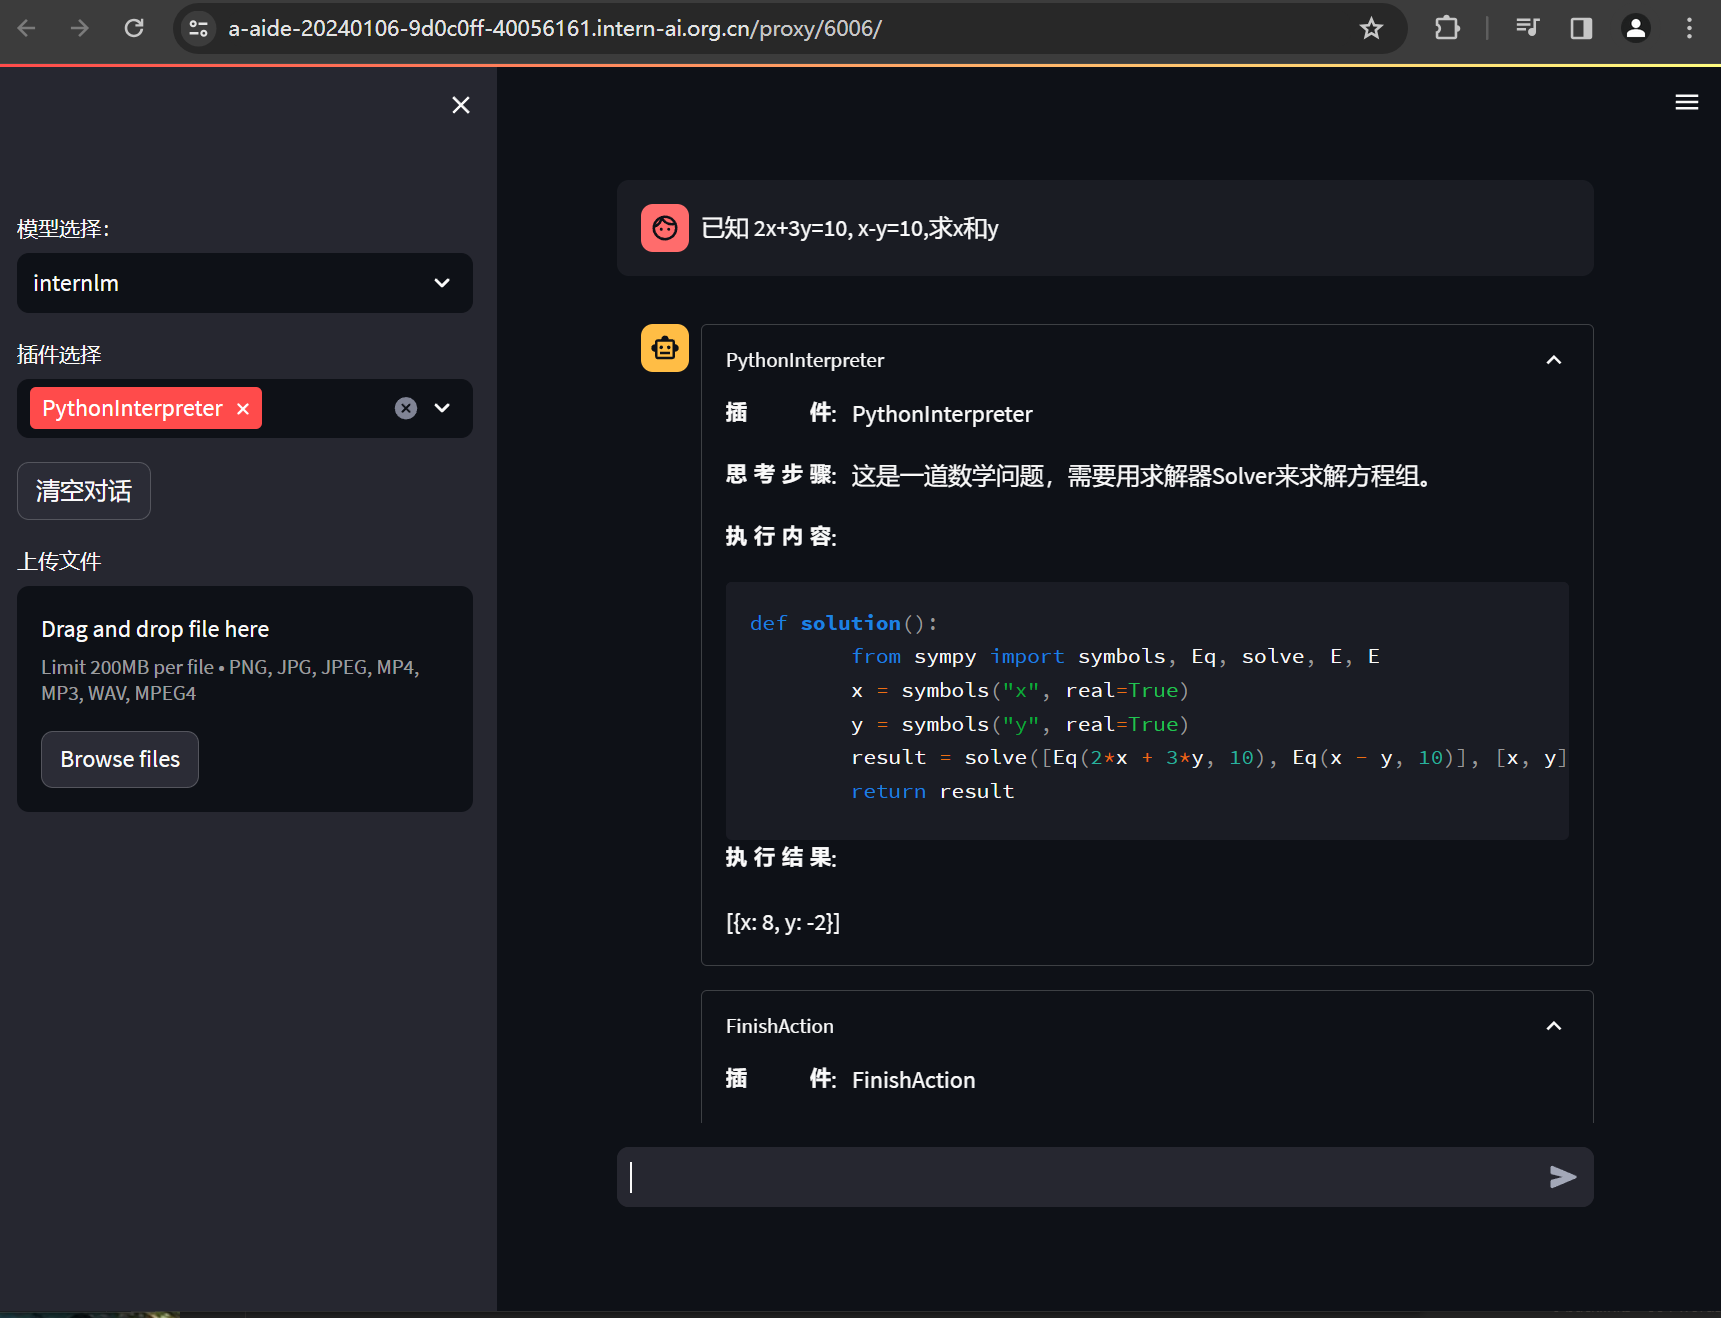 a-aide-20240106-9d0c0ff-40056161.intern-ai.org.cn/proxy/6006/
模型选择：
internlm
插件选择
PythonInterpreter
清空对话
上传文件
Drag and drop file here
Limit 200MB per file • PNG, JPG, JPEG, MP4,
MP3, WAV, MPEG4
Browse files
已知 2x+3y=10, x-y=10,求x和y
PythonInterpreter
插 件: PythonInterpreter
思 考 步 骤: 这是一道数学问题，需要用求解器Solver来求解方程组。
执 行 内 容:
def solution():
from sympy import symbols, Eq, solve, E, E
x = symbols("x", real=True)
y = symbols("y", real=True)
result = solve([Eq(2*x + 3*y, 10), Eq(x - y, 10)], [x, y]
return result
执 行 结 果:
[{x: 8, y: -2}]
FinishAction
插 件: FinishAction